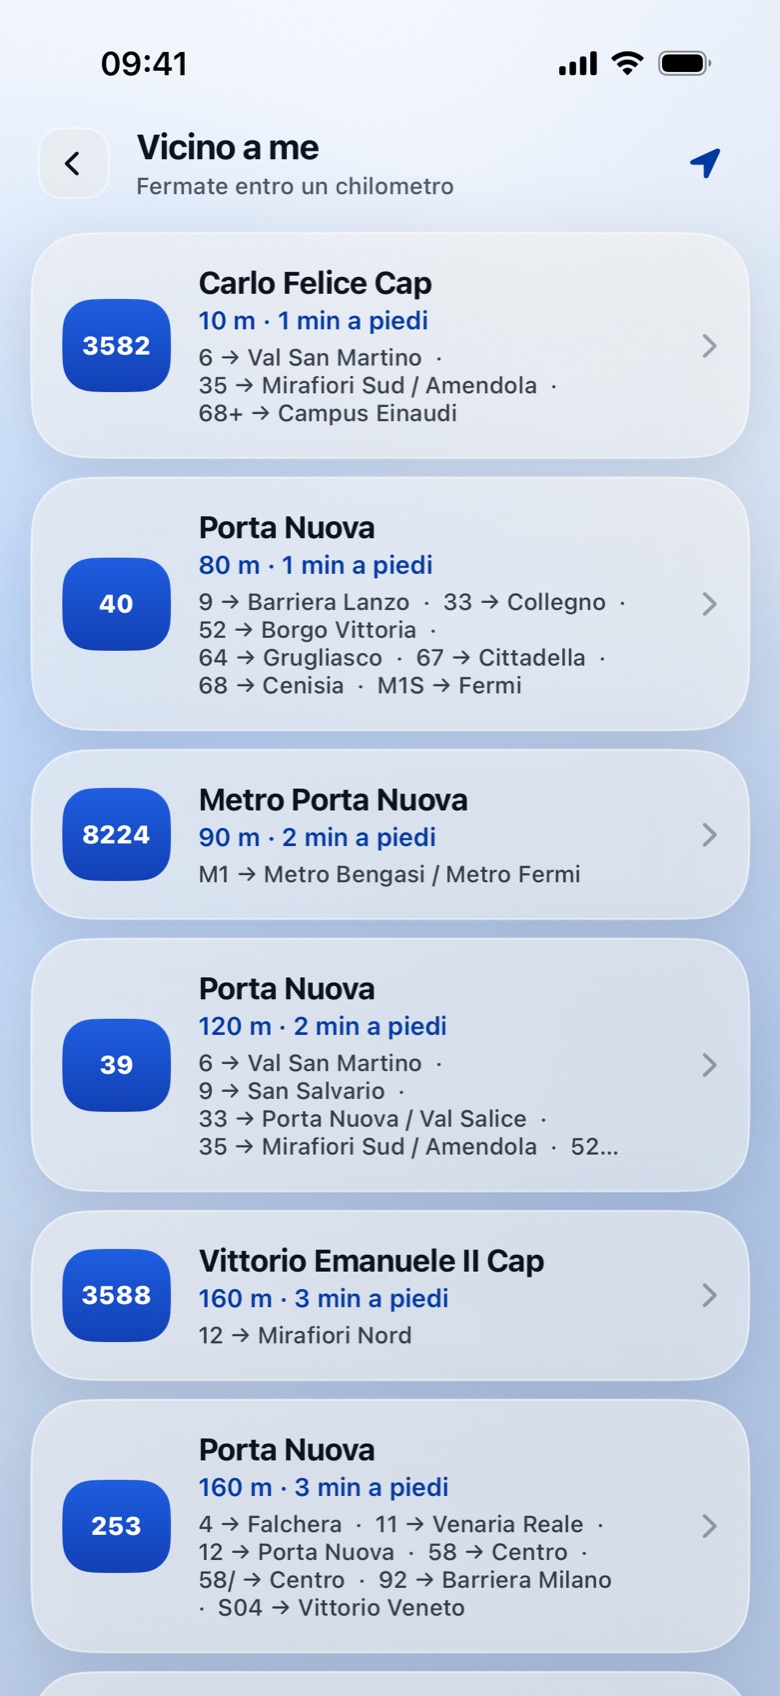 09:41
Vicino a me
Fermate entro un chilometro
3582
Carlo Felice Cap
10 m · 1 min a piedi
6 → Val San Martino ·
35 → Mirafiori Sud / Amendola ·
68+ → Campus Einaudi
40
Porta Nuova
80 m · 1 min a piedi
9 → Barriera Lanzo · 33 → Collegno ·
52 → Borgo Vittoria ·
64 → Grugliasco · 67 → Cittadella ·
68 → Cenisia · M1S → Fermi
8224
Metro Porta Nuova
90 m · 2 min a piedi
M1 → Metro Bengasi / Metro Fermi
39
Porta Nuova
120 m · 2 min a piedi
6 → Val San Martino ·
9 → San Salvario ·
33 → Porta Nuova / Val Salice ·
35 → Mirafiori Sud / Amendola · 52...
3588
Vittorio Emanuele II Cap
160 m · 3 min a piedi
12 → Mirafiori Nord
253
Porta Nuova
160 m · 3 min a piedi
4 → Falchera · 11 → Venaria Reale ·
12 → Porta Nuova · 58 → Centro ·
58/ → Centro · 92 → Barriera Milano
· S04 → Vittorio Veneto